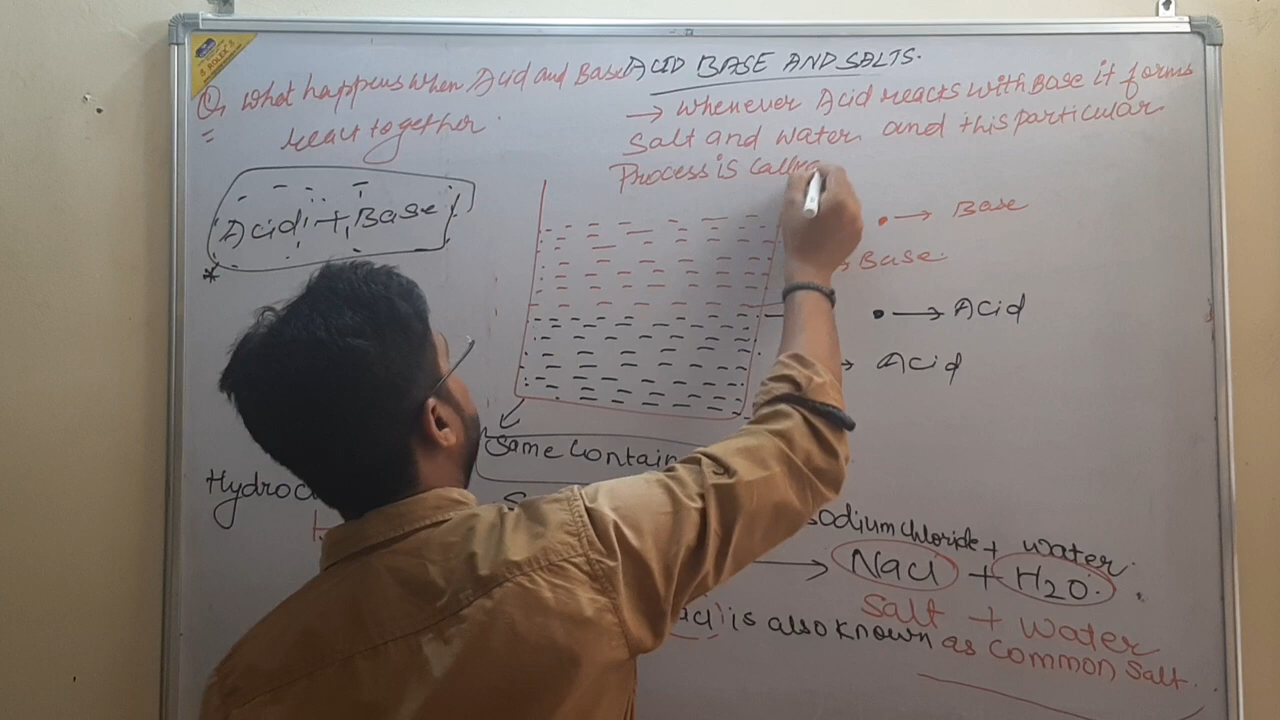 ROLEX
ACID BASE AND SALTS.
Q, What happens when Acid and Base
react together.
→ Whenever Acid reacts with Base it forms
Salt and Water and this particular
Process is called
Acid + Base
• → Base
Base.
• → Acid
→ Acid
Same Contain
Hydroc
Sodium chloride + water.
→ NaCl + H2O.
Salt + water
is also known as common salt.